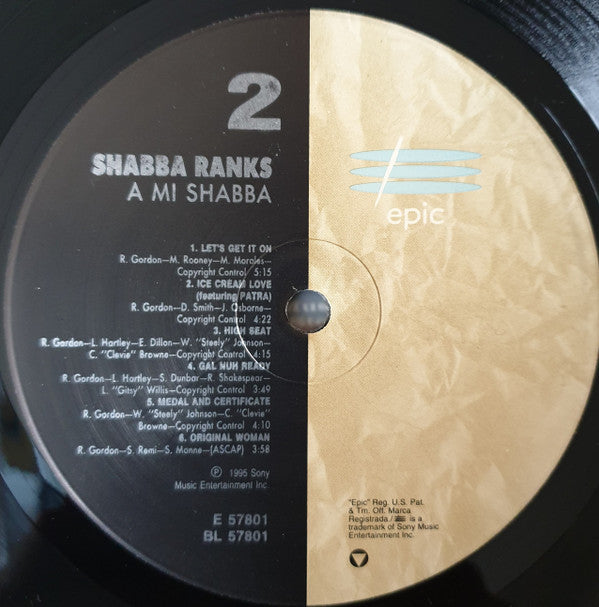 2
SHABBA RANKS
A MI SHABBA
1. LET'S GET IT ON
R. Gordon—M. Rooney—M. Morales—
Copyright Control 5:15
2. ICE CREAM LOVE
(featuring PATRA)
R. Gordon—D. Smith—J. Osborne—
Copyright Control 4:22
3. HIGH SEAT
R. Gordon—L. Hartley—E. Dillon—W. "Steely" Johnson—
C. "Clevie" Browne—Copyright Control 4:15
4. GAL NUH READY
R. Gordon—L. Hartley—S. Dunbar—R. Shakespear—
L. "Gitsy" Willis—Copyright Control 3:49
5. MEDAL AND CERTIFICATE
R. Gordon—W. "Steely" Johnson—C. "Clevie"
Browne—Copyright Control 4:10
6. ORIGINAL WOMAN
R. Gordon—S. Remi—S. Manne—(ASCAP) 3:58
℗ 1995 Sony
Music Entertainment Inc.
E 57801
BL 57801
epic
"Epic" Reg. U.S. Pat.
& Tm. Off. Marca
Registrada./ is a
trademark of Sony Music
Entertainment Inc.